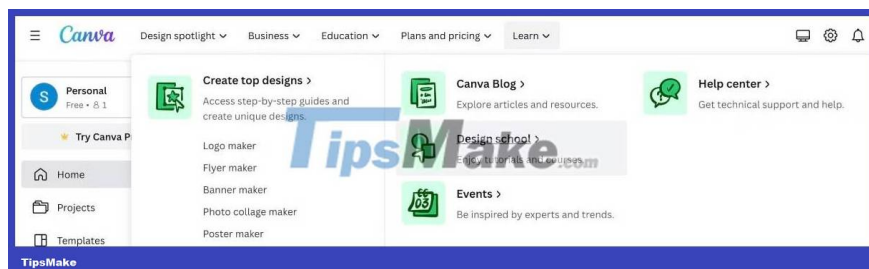 Canva
Design spotlight
Business
Education
Plans and pricing
Learn
S
Personal
Free • 1
Try Canva P
Home
Projects
Templates
Create top designs >
Access step-by-step guides and
create unique designs.
Logo maker
Flyer maker
Banner maker
Photo collage maker
Poster maker
Canva Blog >
Explore articles and resources.
Design school >
Enjoy tutorials and courses.
Events >
Be inspired by experts and trends.
03
Help center >
Get technical support and help.
TipsMake.com
TipsMake